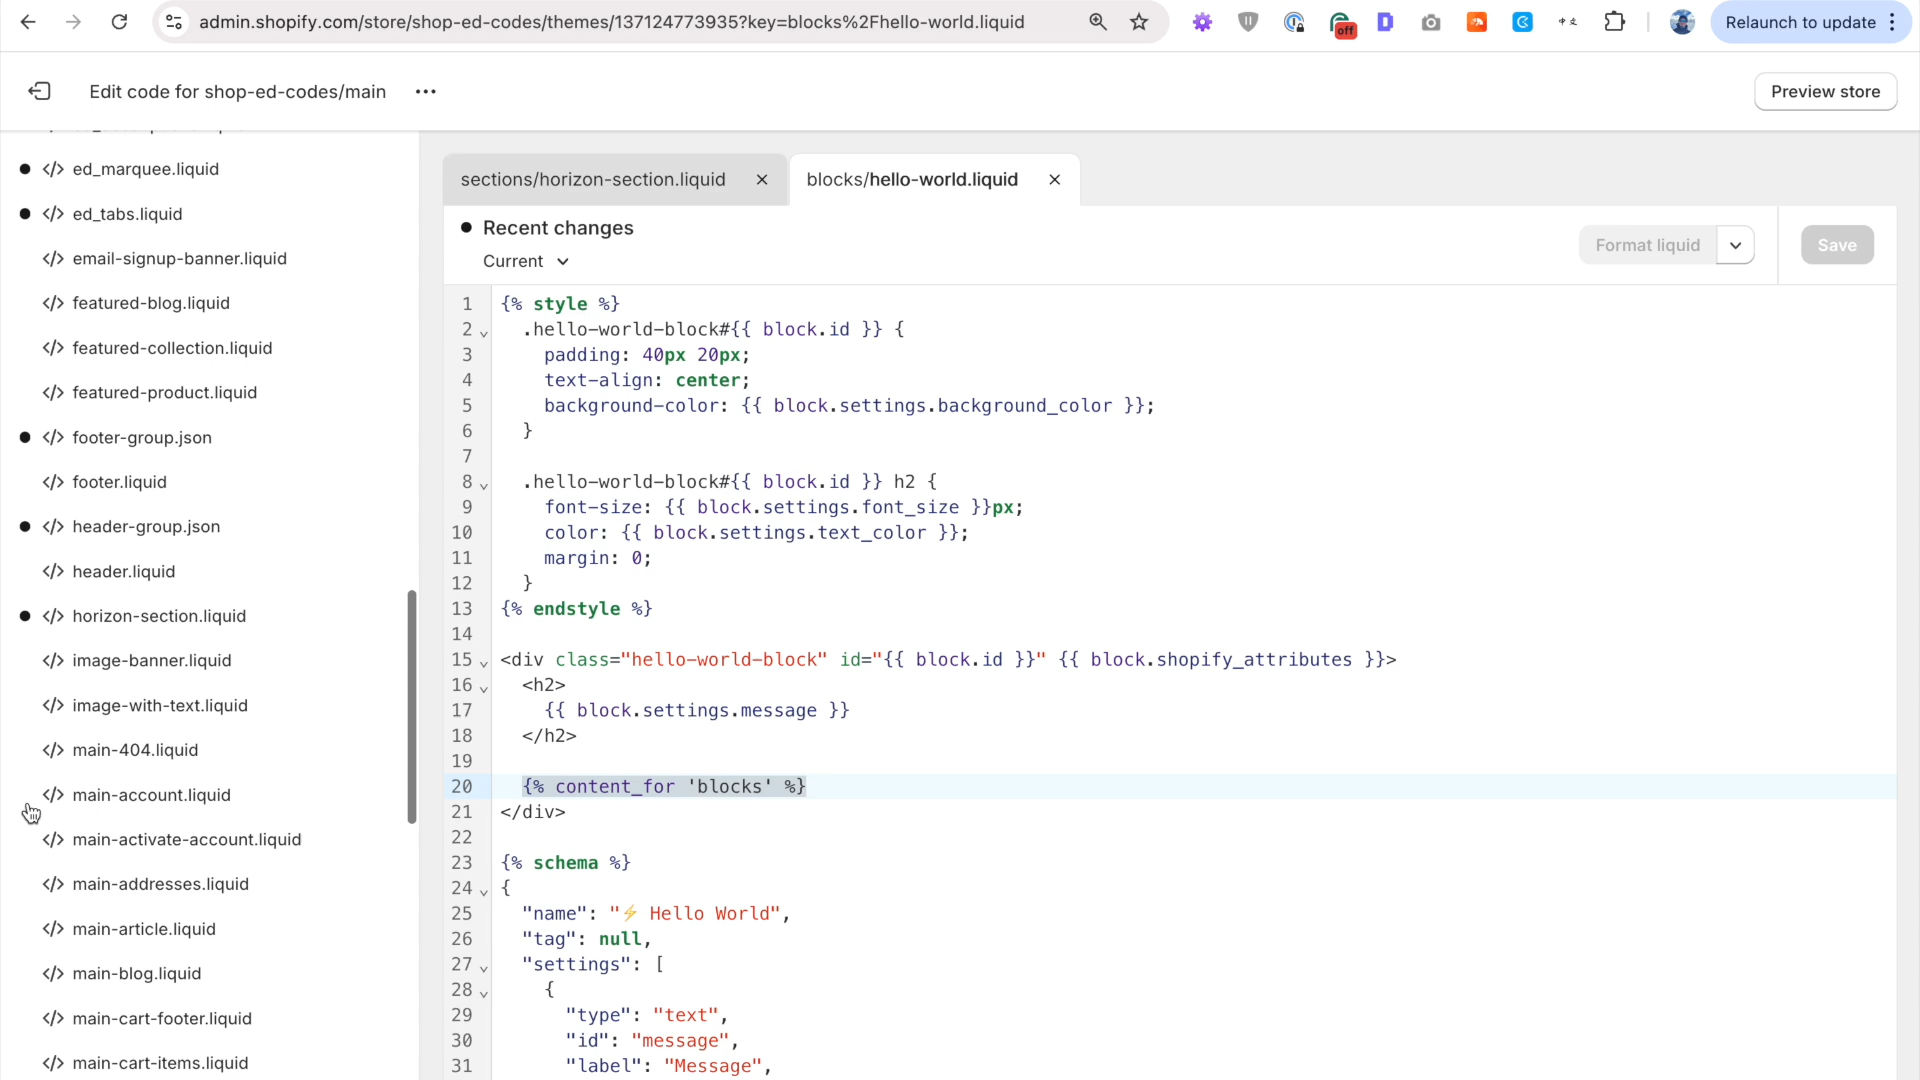 admin.shopify.com/store/shop-ed-codes/themes/137124773935?key=blocks%2Fhello-world.liquid
off
Relaunch to update
Edit code for shop-ed-codes/main
Preview store
ed_marquee.liquid
ed_tabs.liquid
email-signup-banner.liquid
featured-blog.liquid
featured-collection.liquid
featured-product.liquid
footer-group.json
footer.liquid
header-group.json
header.liquid
horizon-section.liquid
image-banner.liquid
image-with-text.liquid
main-404.liquid
main-account.liquid
main-activate-account.liquid
main-addresses.liquid
main-article.liquid
main-blog.liquid
main-cart-footer.liquid
main-cart-items.liquid
sections/horizon-section.liquid
blocks/hello-world.liquid
Recent changes
Current
Format liquid
Save
1 {% style %}
2 .hello-world-block#{{ block.id }} {
3 padding: 40px 20px;
4 text-align: center;
5 background-color: {{ block.settings.background_color }};
6 }
7
8 .hello-world-block#{{ block.id }} h2 {
9 font-size: {{ block.settings.font_size }}px;
10 color: {{ block.settings.text_color }};
11 margin: 0;
12 }
13 {% endstyle %}
14
15 <div class="hello-world-block" id="{{ block.id }}" {{ block.shopify_attributes }}>
16 <h2>
17 {{ block.settings.message }}
18 </h2>
19
20 {% content_for 'blocks' %}
21 </div>
22
23 {% schema %}
24 {
25 "name": "⚡ Hello World",
26 "tag": null,
27 "settings": [
28 {
29 "type": "text",
30 "id": "message",
31 "label": "Message",